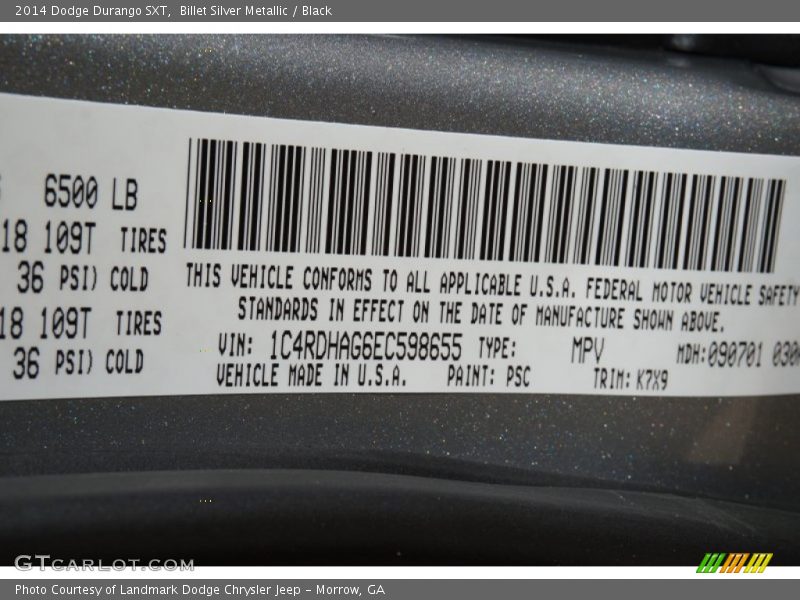 2014 Dodge Durango SXT,  Billet Silver Metallic / Black
6500 LB
18 109T TIRES
36 PSI) COLD
18 109T TIRES
36 PSI) COLD
THIS VEHICLE CONFORMS TO ALL APPLICABLE U.S.A. FEDERAL MOTOR VEHICLE SAFETY
STANDARDS IN EFFECT ON THE DATE OF MANUFACTURE SHOWN ABOVE.
VIN: 1C4RDHAG6EC598655 TYPE: MPV MDH:090701 030
VEHICLE MADE IN U.S.A. PAINT: PSC TRIM: K7X9
GTCARLOT.COM
Photo Courtesy of Landmark Dodge Chrysler Jeep – Morrow, GA